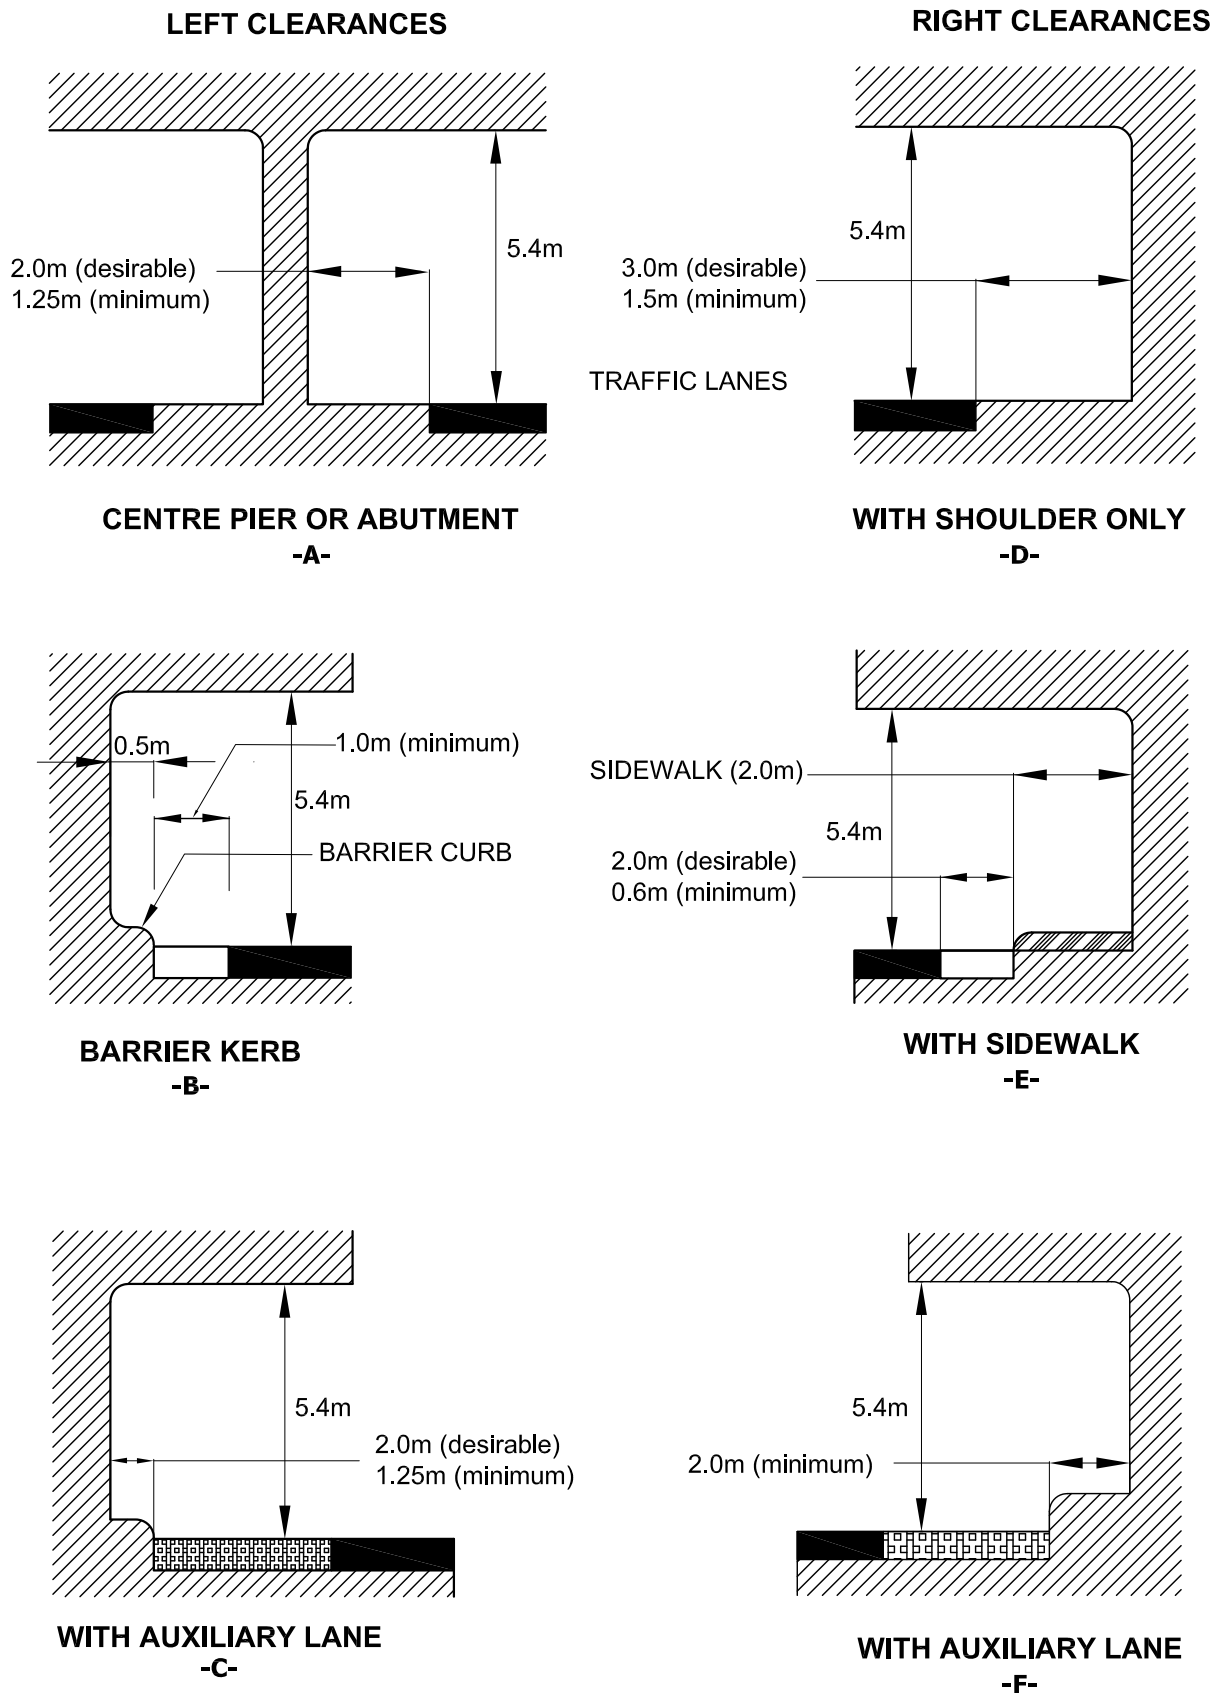 LEFT CLEARANCES
RIGHT CLEARANCES
5.4m
2.0m (desirable)
1.25m (minimum)
5.4m
3.0m (desirable)
1.5m (minimum)
TRAFFIC LANES
CENTRE PIER OR ABUTMENT
-A-
WITH SHOULDER ONLY
-D-
0.5m
1.0m (minimum)
5.4m
BARRIER CURB
SIDEWALK (2.0m)
5.4m
2.0m (desirable)
0.6m (minimum)
BARRIER KERB
-B-
WITH SIDEWALK
-E-
5.4m
2.0m (desirable)
1.25m (minimum)
5.4m
2.0m (minimum)
WITH AUXILIARY LANE
-C-
WITH AUXILIARY LANE
-F-